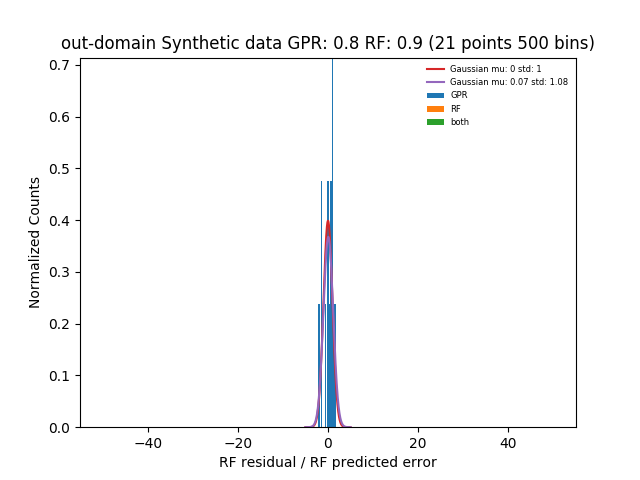 out-domain Synthetic data GPR: 0.8 RF: 0.9 (21 points 500 bins)
Gaussian mu: 0 std: 1
Gaussian mu: 0.07 std: 1.08
GPR
RF
both
Normalized Counts
0.7
0.6
0.5
0.4
0.3
0.2
0.1
0.0
−40 −20 0 20 40
RF residual / RF predicted error